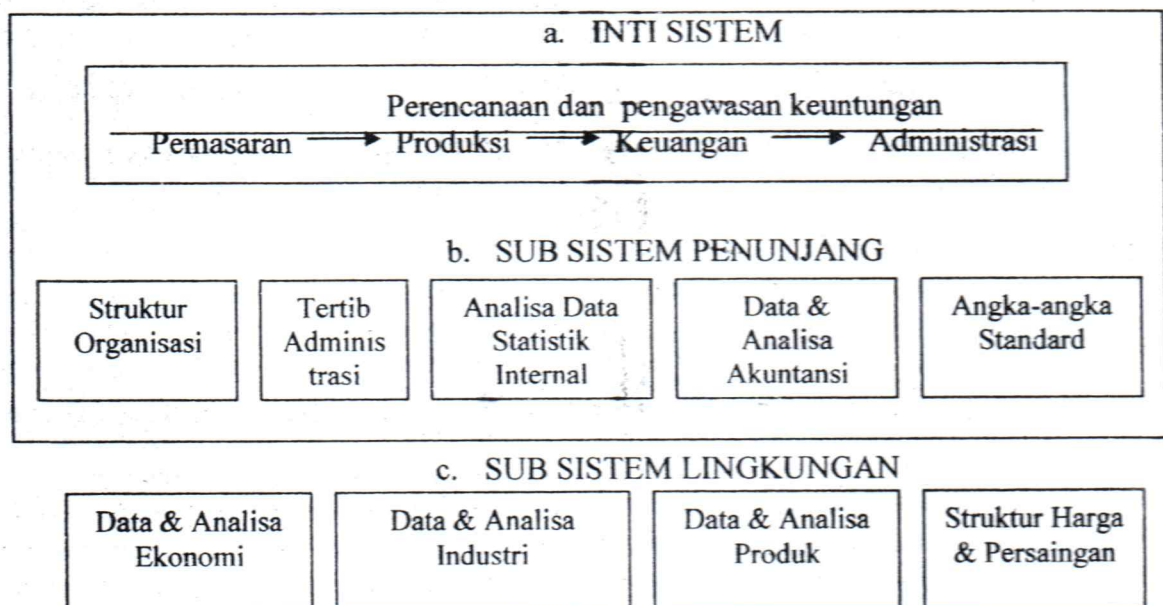 a. INTI SISTEM
Perencanaan dan pengawasan keuntungan
Pemasaran Produksi Keuangan Administrasi
b. SUB SISTEM PENUNJANG
Struktur
Organisasi
Tertib
Adminis
trasi
Analisa Data
Statistik
Internal
Data &
Analisa
Akuntansi
Angka-angka
Standard
c. SUB SISTEM LINGKUNGAN
Data & Analisa
Ekonomi
Data & Analisa
Industri
Data & Analisa
Produk
Struktur Harga
& Persaingan